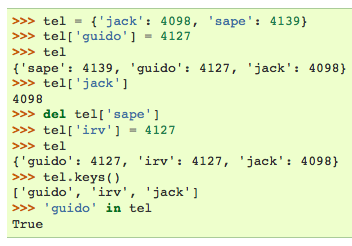 >>> tel = {'jack': 4098, 'sape': 4139}
>>> tel['guido'] = 4127
>>> tel
{'sape': 4139, 'guido': 4127, 'jack': 4098}
>>> tel['jack']
4098
>>> del tel['sape']
>>> tel['irv'] = 4127
>>> tel
{'guido': 4127, 'irv': 4127, 'jack': 4098}
>>> tel.keys()
['guido', 'irv', 'jack']
>>> 'guido' in tel
True